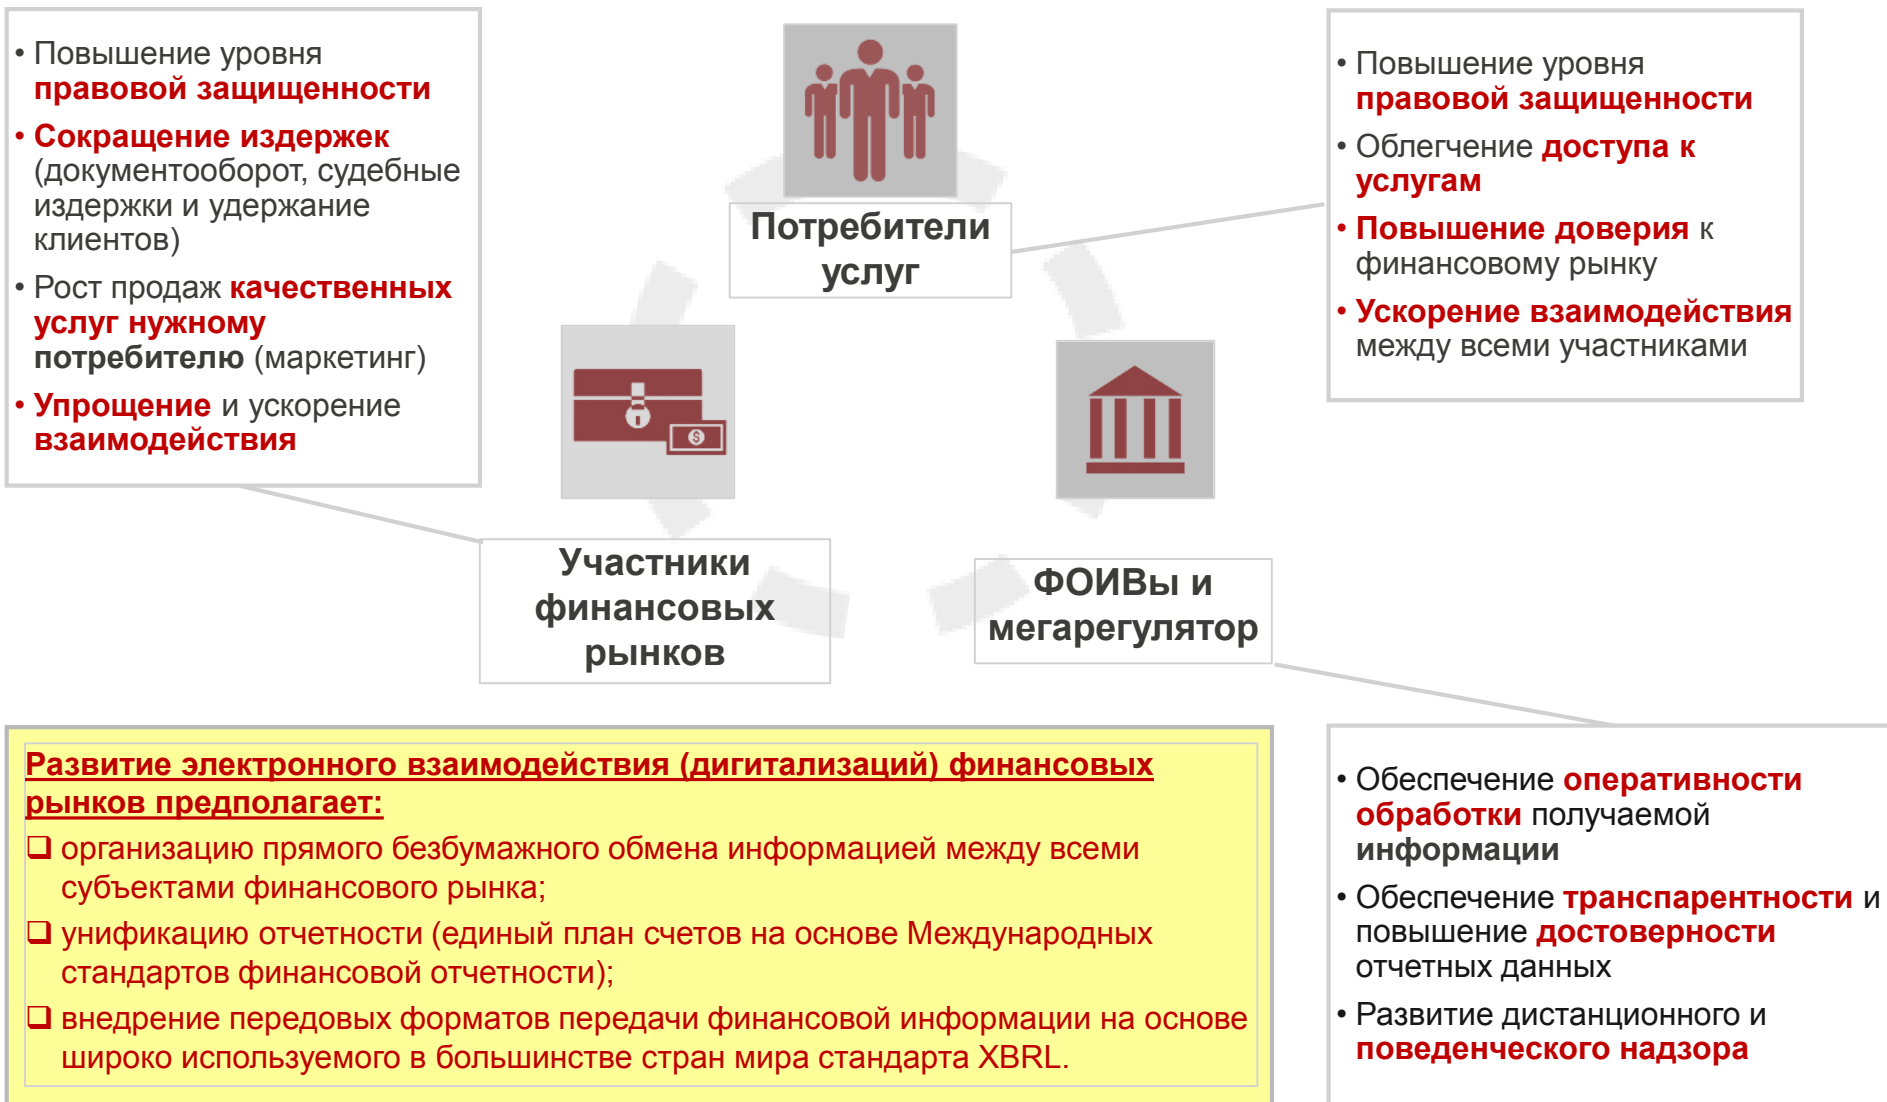 • Повышение уровня
правовой защищенности
• Сокращение издержек
(документооборот, судебные
издержки и удержание
клиентов)
• Рост продаж качественных
услуг нужному
потребителю (маркетинг)
• Упрощение и ускорение
взаимодействия
Потребители
услуг
• Повышение уровня
правовой защищенности
• Облегчение доступа к
услугам
• Повышение доверия к
финансовому рынку
• Ускорение взаимодействия
между всеми участниками
$
Участники
финансовых
рынков
ФОИВы и
мегарегулятор
Развитие электронного взаимодействия (дигитализаций) финансовых
рынков предполагает:
❑ организацию прямого безбумажного обмена информацией между всеми
субъектами финансового рынка;
❑ унификацию отчетности (единый план счетов на основе Международных
стандартов финансовой отчетности);
❑ внедрение передовых форматов передачи финансовой информации на основе
широко используемого в большинстве стран мира стандарта XBRL.
• Обеспечение оперативности
обработки получаемой
информации
• Обеспечение транспарентности и
повышение достоверности
отчетных данных
• Развитие дистанционного и
поведенческого надзора